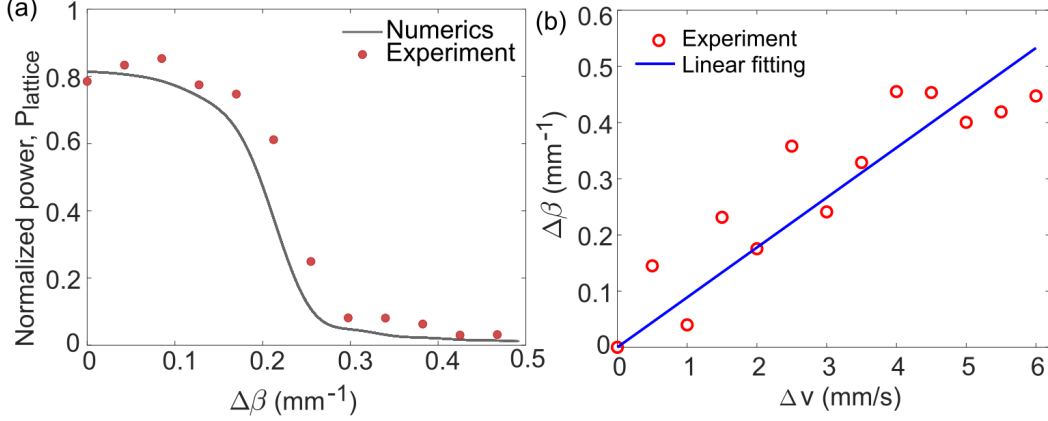 (a)
1
0.8
0.6
0.4
0.2
0
Normalized power, Plattice
Numerics
Experiment
0 0.1 0.2 0.3 0.4 0.5
Δβ (mm⁻¹)
(b)
0.6
0.5
0.4
0.3
0.2
0.1
0
Δβ (mm⁻¹)
Experiment
Linear fitting
0 1 2 3 4 5 6
Δv (mm/s)